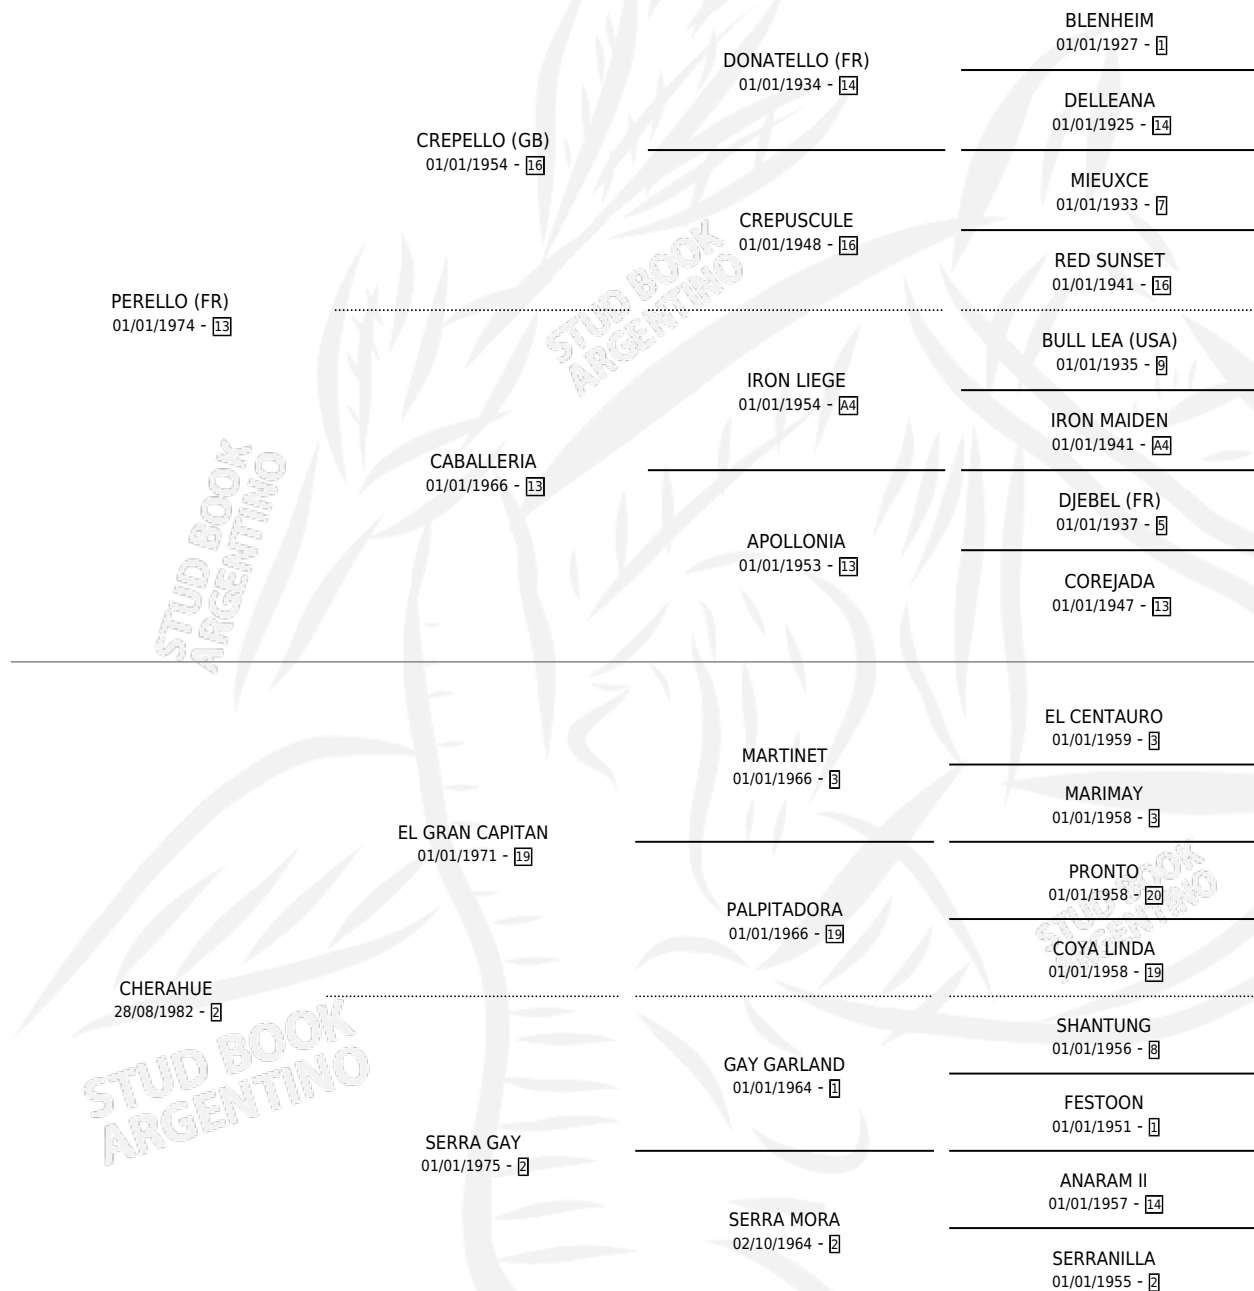 BLENHEIM
01/01/1927 - 1
DONATELLO (FR)
01/01/1934 - 14
DELLEANA
01/01/1925 - 14
CREPELLO (GB)
01/01/1954 - 16
MIEUXCE
01/01/1933 - 7
CREPUSCULE
01/01/1948 - 16
RED SUNSET
01/01/1941 - 16
PERELLO (FR)
01/01/1974 - 13
STUD BOOK
ARGENTINO
BULL LEA (USA)
01/01/1935 - 9
IRON LIEGE
01/01/1954 - A4
IRON MAIDEN
01/01/1941 - A4
CABALLERIA
01/01/1966 - 13
DJEBEL (FR)
01/01/1937 - 5
APOLLONIA
01/01/1953 - 13
COREJADA
01/01/1947 - 13
STUD BOOK
ARGENTINO
EL CENTAURO
01/01/1959 - 3
MARTINET
01/01/1966 - 3
MARIMAY
01/01/1958 - 3
EL GRAN CAPITAN
01/01/1971 - 19
PRONTO
01/01/1958 - 20
PALPITADORA
01/01/1966 - 19
COYA LINDA
01/01/1958 - 19
STUD BOOK
ARGENTINO
CHERAHUE
28/08/1982 - 2
SHANTUNG
01/01/1956 - 8
GAY GARLAND
01/01/1964 - 1
FESTOON
01/01/1951 - 1
STUD BOOK
ARGENTINO
SERRA GAY
01/01/1975 - 2
ANARAM II
01/01/1957 - 14
SERRA MORA
02/10/1964 - 2
SERRANILLA
01/01/1955 - 2